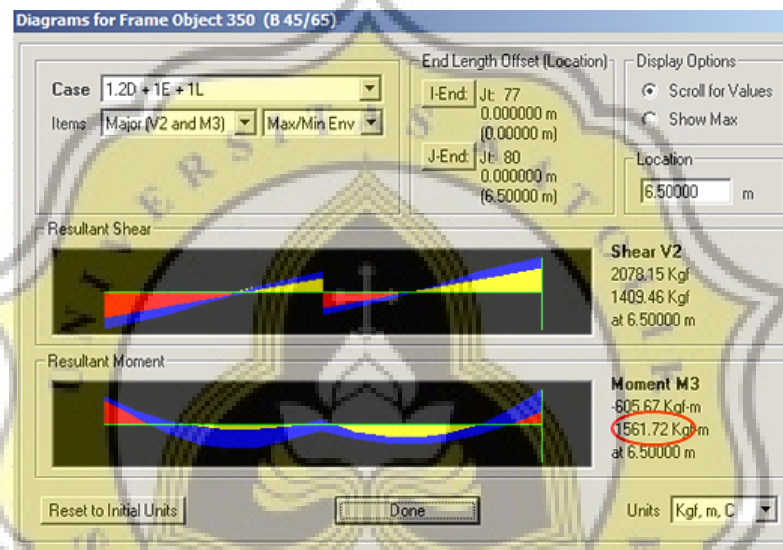 Diagrams for Frame Object 350 (B 45/65)
Case 1.2D + 1E + 1L
Items Major (V2 and M3) Max/Min Env
End Length Offset (Location)
I-End: Jt: 77
0.000000 m
(0.00000 m)
J-End: Jt: 80
0.000000 m
(6.50000 m)
Display Options
Scroll for Values
Show Max
Location
6.50000 m
Resultant Shear
Shear V2
2078.15 Kgf
1409.46 Kgf
at 6.50000 m
Resultant Moment
Moment M3
-605.67 Kgf-m
1561.72 Kgf-m
at 6.50000 m
Reset to Initial Units
Done
Units Kgf, m, C